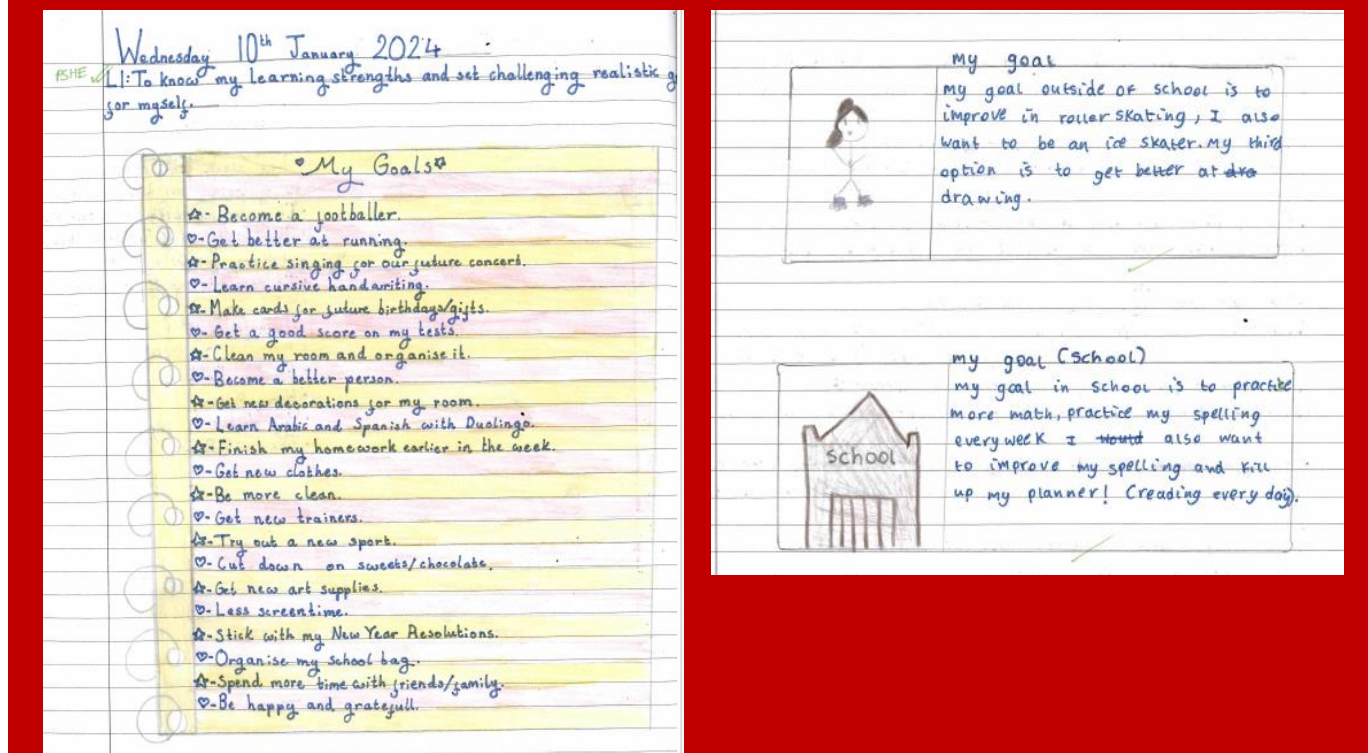 Wednesday 10th January 2024
PSHE
LI: To know my learning strengths and set challenging realistic g
for myself.
My Goals
- Become a footballer.
- Get better at running.
- Practice singing for our future concert.
- Learn cursive handwriting.
- Make cards for future birthdays/gifts.
- Get a good score on my tests.
- Clean my room and organise it.
- Become a better person.
- Get new decorations for my room.
- Learn Arabic and Spanish with Duolingo.
- Finish my homework earlier in the week.
- Get new clothes.
- Be more clean.
- Get new trainers.
- Try out a new sport.
- Cut down on sweets/chocolate.
- Get new art supplies.
- Less screentime.
- Stick with my New Year Resolutions.
- Organise my school bag.
- Spend more time with friends/family.
- Be happy and gratefull.
my goal
my goal outside of school is to
improve in roller skating, I also
want to be an ice skater. My third
option is to get better at dra
drawing.
my goal (school)
my goal in school is to practice
more math, practice my spelling
every week I would also want
to improve my spelling and kill
up my planner! (reading every day).
school